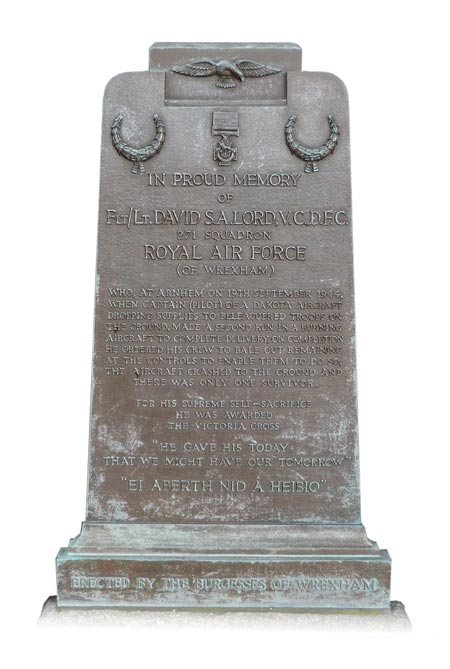 IN PROUD MEMORY
OF
FLT/LT. DAVID S.A. LORD, V.C., D.F.C.
271 SQUADRON
ROYAL AIR FORCE
(OF WREXHAM)
WHO, AT ARNHEM ON 19TH SEPTEMBER 1944,
WHEN CAPTAIN (PILOT) OF A DAKOTA AIRCRAFT
DROPPING SUPPLIES TO BELEAGUERED TROOPS ON
THE GROUND, MADE A SECOND RUN IN A BURNING
AIRCRAFT TO COMPLETE DELIVERY. ON COMPLETION
HE ORDERED HIS CREW TO BALE OUT REMAINING
AT THE CONTROLS TO ENABLE THEM TO DO SO.
THE AIRCRAFT CRASHED TO THE GROUND AND
THERE WAS ONLY ONE SURVIVOR.
FOR HIS SUPREME SELF-SACRIFICE
HE WAS AWARDED
THE VICTORIA CROSS
"HE GAVE HIS TODAY
THAT WE MIGHT HAVE OUR TOMORROW"
"EI ABERTH NID Â HEIBIO"
ERECTED BY THE BURGESSES OF WREXHAM